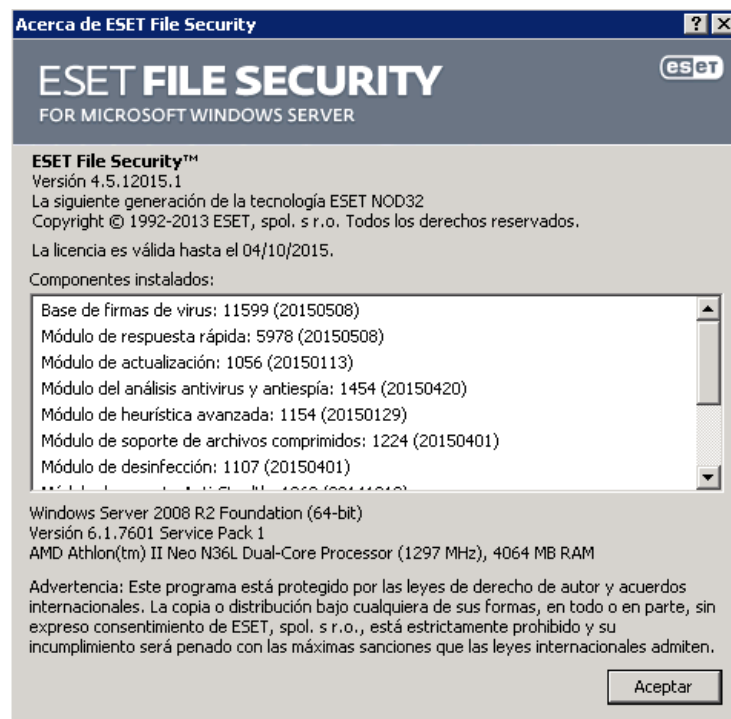 Acerca de ESET File Security
eseT
ESET FILE SECURITY
FOR MICROSOFT WINDOWS SERVER
ESET File Security™
Versión 4.5.12015.1
La siguiente generación de la tecnología ESET NOD32
Copyright © 1992-2013 ESET, spol. s r.o. Todos los derechos reservados.
La licencia es válida hasta el 04/10/2015.
Componentes instalados:
Base de firmas de virus: 11599 (20150508)
Módulo de respuesta rápida: 5978 (20150508)
Módulo de actualización: 1056 (20150113)
Módulo del análisis antivirus y antiespía: 1454 (20150420)
Módulo de heurística avanzada: 1154 (20150129)
Módulo de soporte de archivos comprimidos: 1224 (20150401)
Módulo de desinfección: 1107 (20150401)
Windows Server 2008 R2 Foundation (64-bit)
Versión 6.1.7601 Service Pack 1
AMD Athlon(tm) II Neo N36L Dual-Core Processor (1297 MHz), 4064 MB RAM
Advertencia: Este programa está protegido por las leyes de derecho de autor y acuerdos
internacionales. La copia o distribución bajo cualquiera de sus formas, en todo o en parte, sin
expreso consentimiento de ESET, spol. s r.o., está estrictamente prohibido y su
incumplimiento será penado con las máximas sanciones que las leyes internacionales admiten.
Aceptar